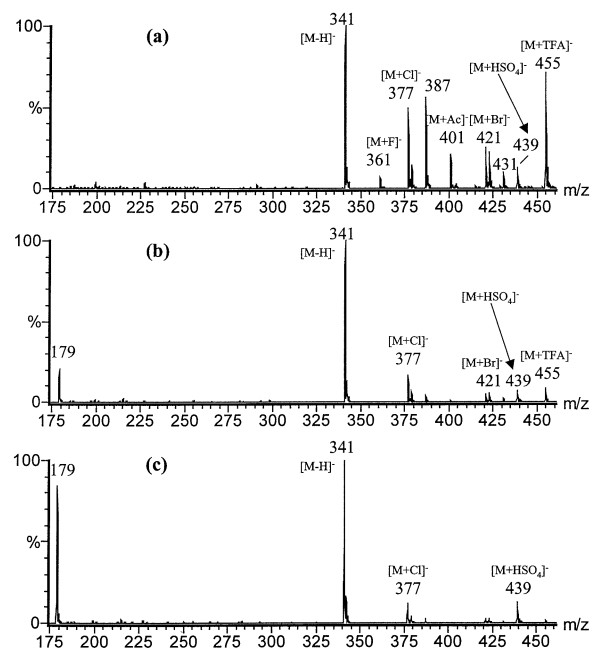 341
100
(a)
[M-H]-
[M+TFA]-
455
[M+HSO4]-
[M+Cl]-
377
387
%
[M+Ac]-
[M+Br]-
439
[M+F]-
401
421
361
431
0
m/z
175 200 225 250 275 300 325 350 375 400 425 450
341
100
(b)
[M-H]-
[M+HSO4]-
%
[M+Cl]-
179
[M+Br]-
[M+TFA]-
377
421
439
455
0
m/z
175 200 225 250 275 300 325 350 375 400 425 450
341
100
179
(c)
[M-H]-
%
[M+Cl]-
[M+HSO4]-
377
439
0
m/z
175 200 225 250 275 300 325 350 375 400 425 450